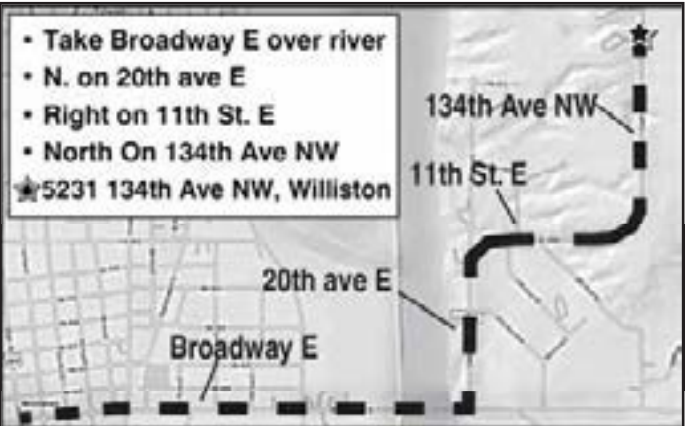 • Take Broadway E over river
• N. on 20th ave E
• Right on 11th St. E
• North On 134th Ave NW
★5231 134th Ave NW, Williston
134th Ave NW
11th St. E
20th ave E
Broadway E